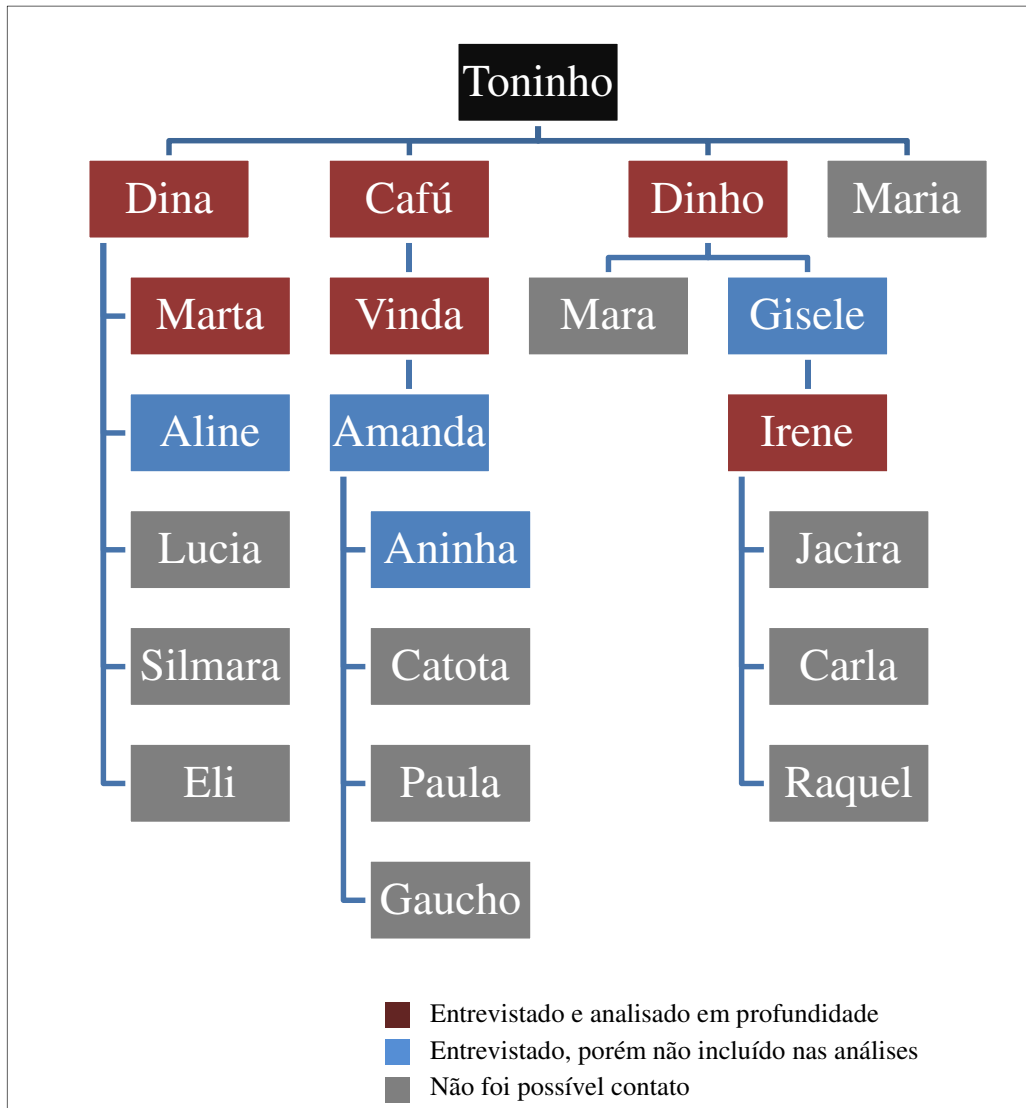 Toninho
Dina
Cafú
Dinho
Maria
Marta
Vinda
Mara
Gisele
Aline
Amanda
Irene
Lucia
Aninha
Jacira
Silmara
Catota
Carla
Eli
Paula
Raquel
Gaucho
Entrevistado e analisado em profundidade
Entrevistado, porém não incluído nas análises
Não foi possível contato